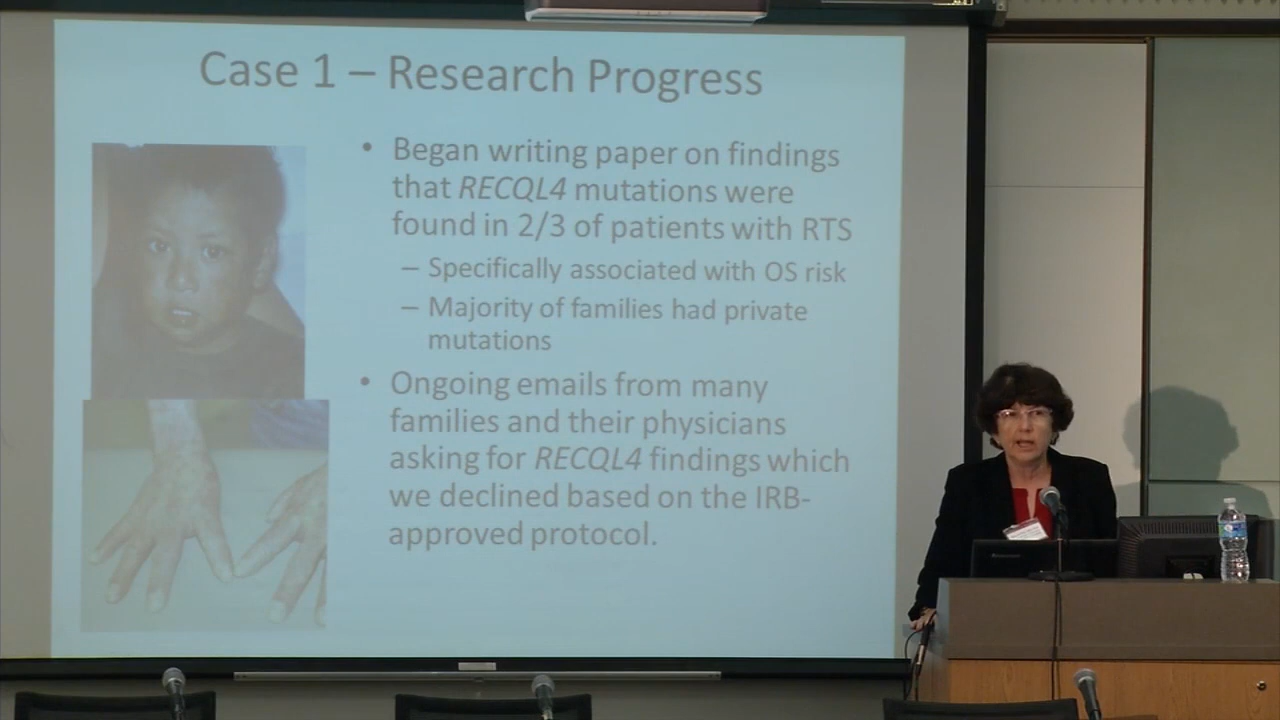 Case 1 – Research Progress
• Began writing paper on findings
that RECQL4 mutations were
found in 2/3 of patients with RTS
– Specifically associated with OS risk
– Majority of families had private
mutations
• Ongoing emails from many
families and their physicians
asking for RECQL4 findings which
we declined based on the IRB-
approved protocol.